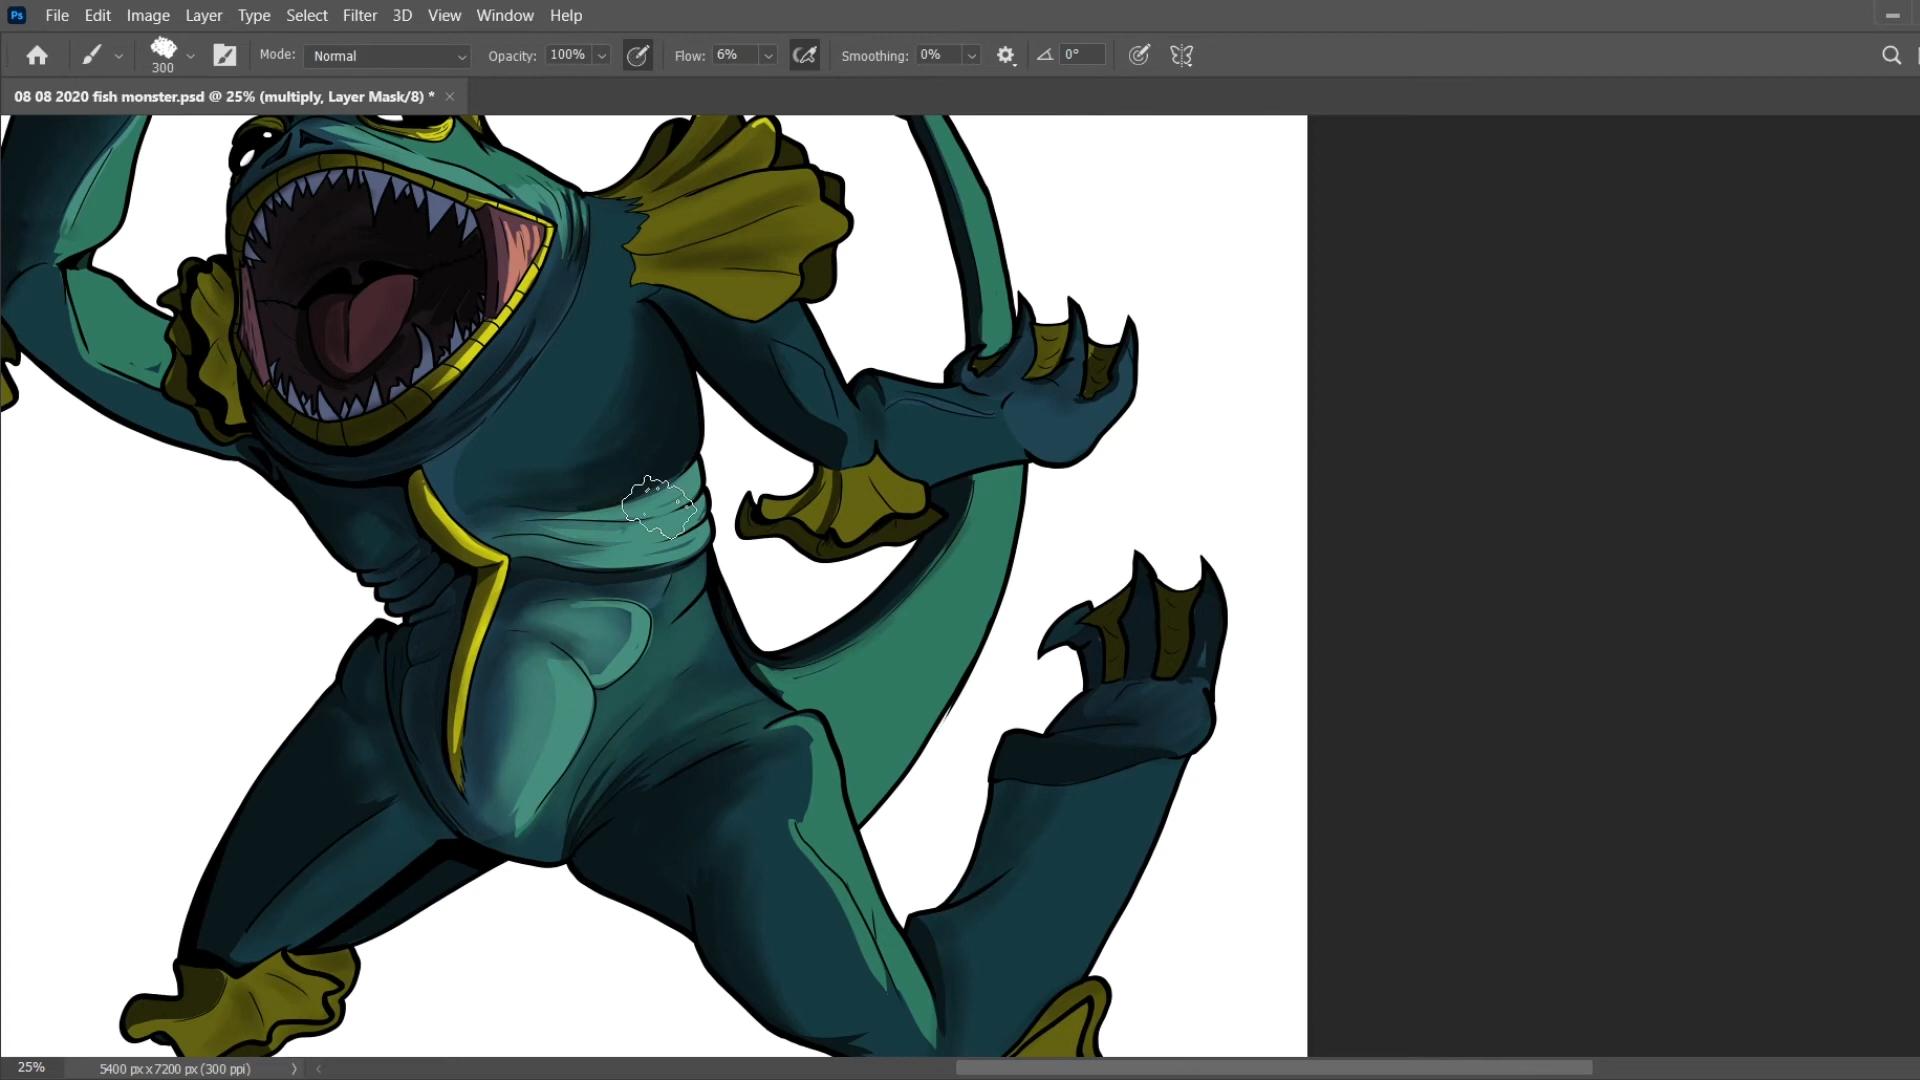 Ps File Edit Image Layer Type Select Filter 3D View Window Help
300 Mode: Normal Opacity: 100% Flow: 6% Smoothing: 0% 0°
08 08 2020 fish monster.psd @ 25% (multiply, Layer Mask/8) *
25% 5400 px x 7200 px (300 ppi)